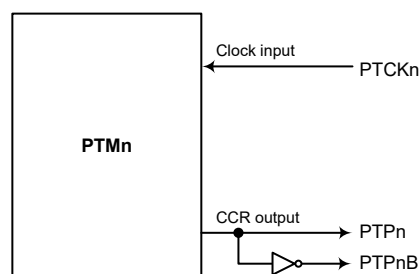 Clock input
PTCKn
PTMn
CCR output
PTPn
PTPnB